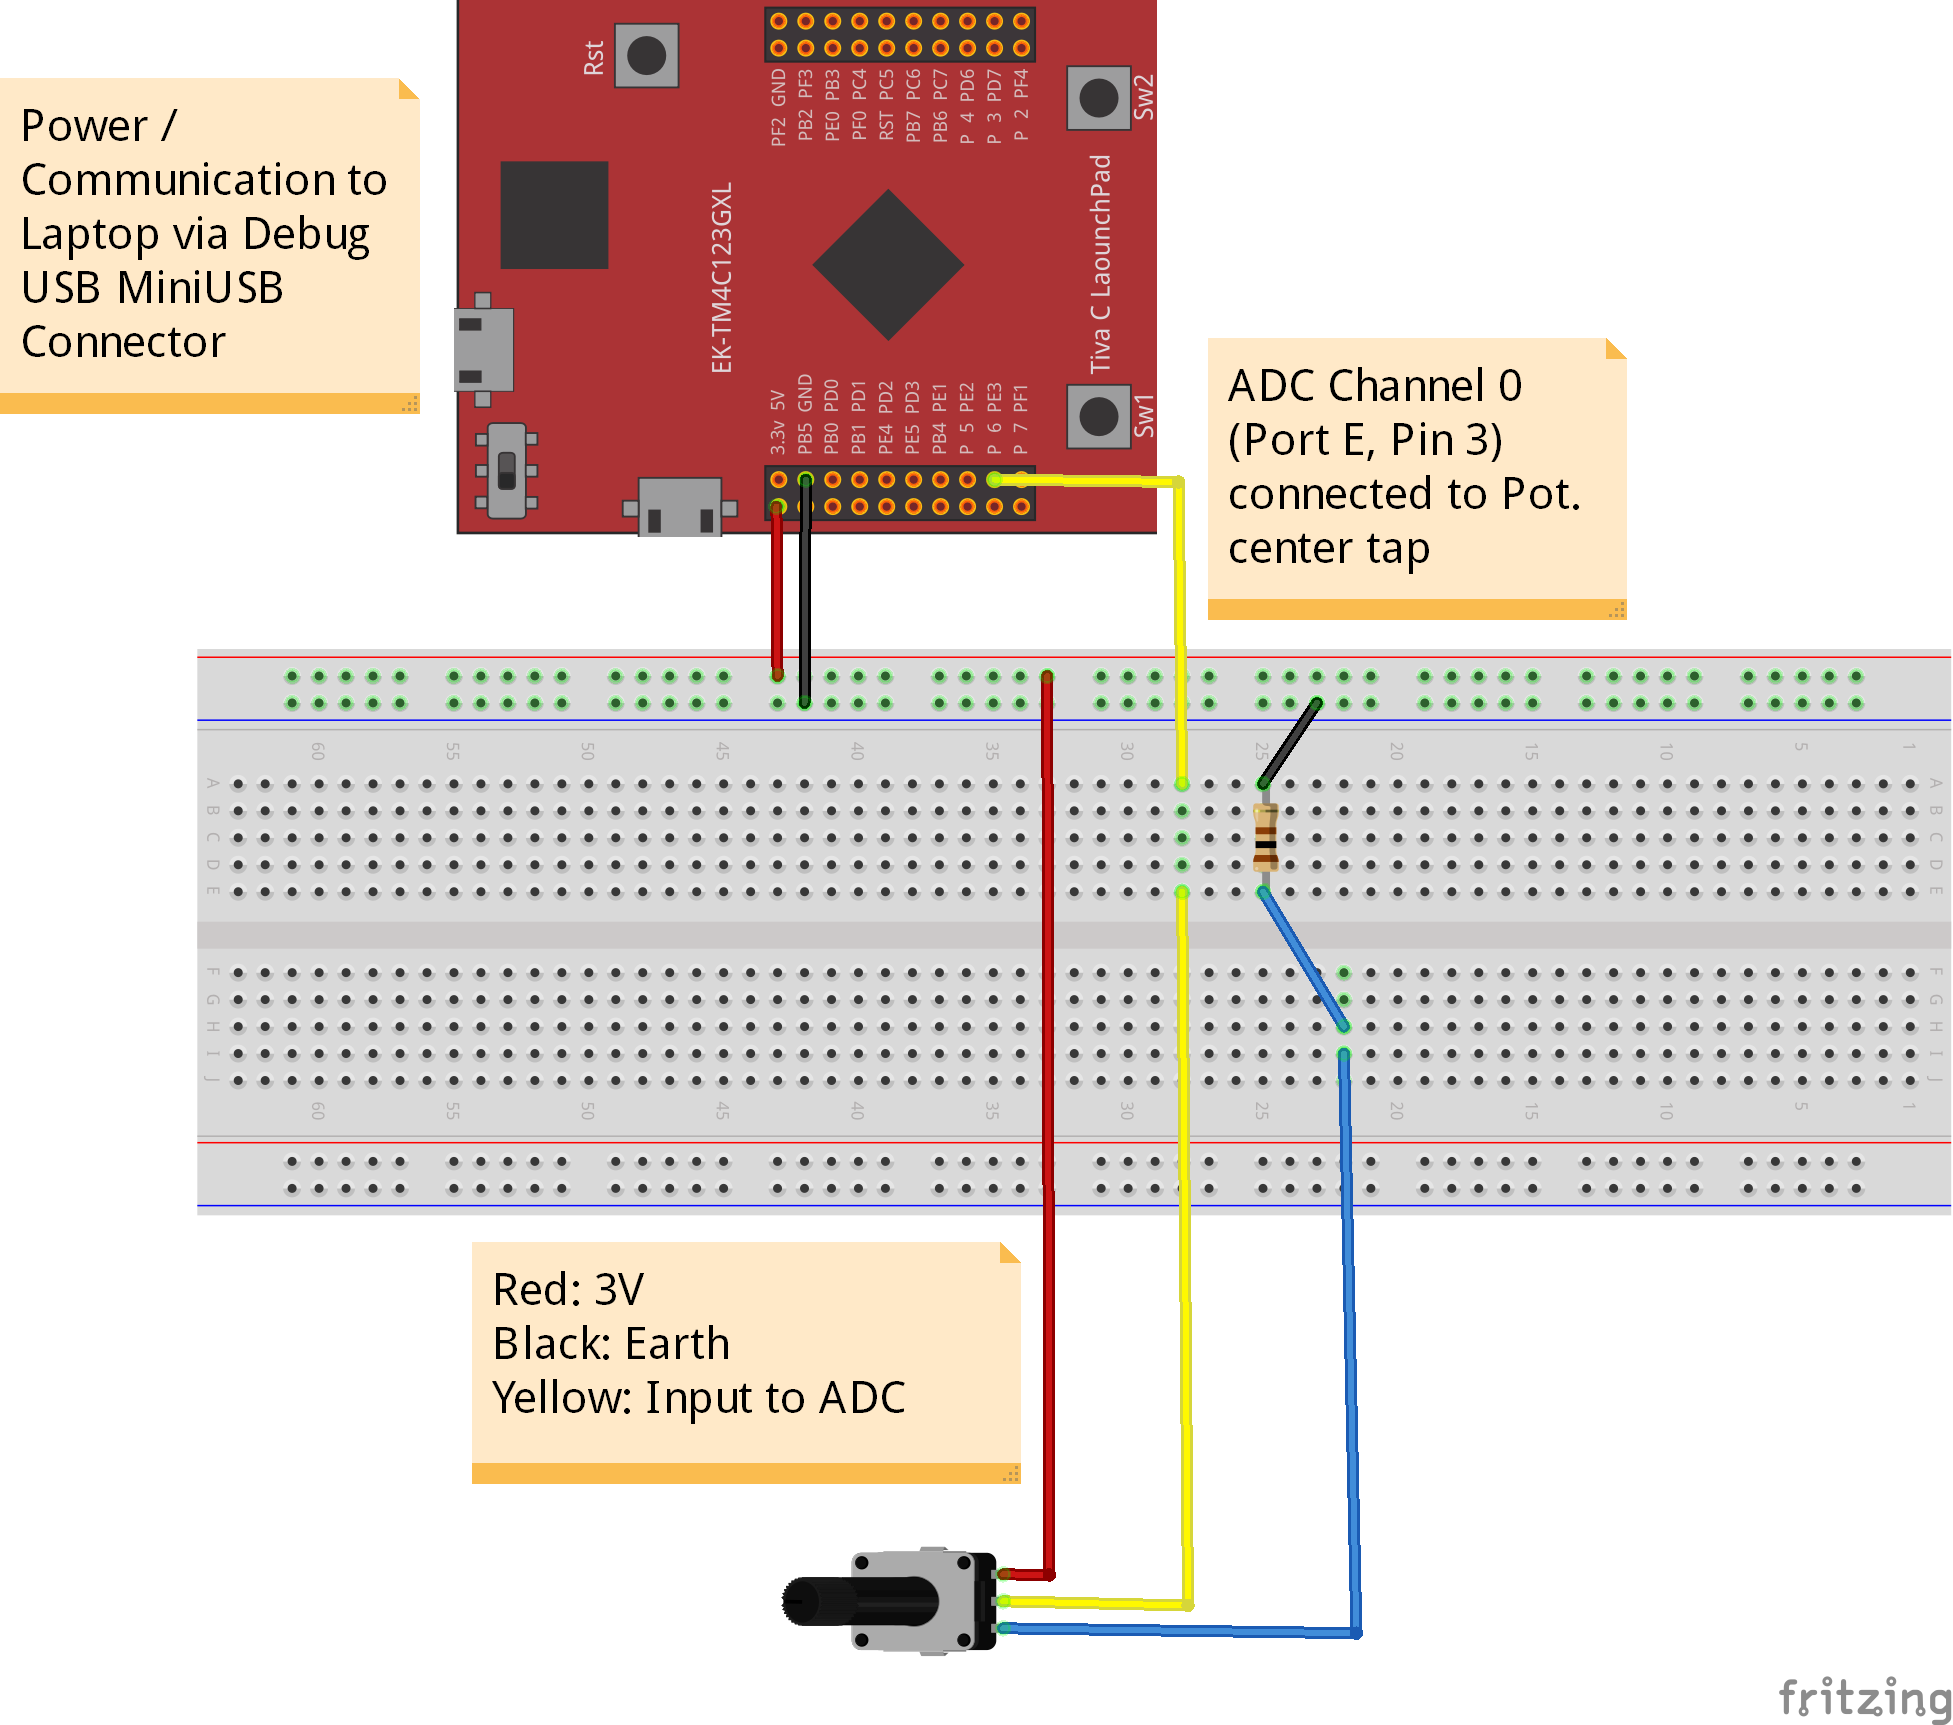 Rst
PF2 GND
PB2 PF3
PE0 PB3
PF0 PC4
RST PC5
PB7 PC6
PB6 PC7
P 4 PD6
P 3 PD7
P 2 PF4
Sw2
Power /
Communication to
Laptop via Debug
USB MiniUSB
Connector
EK-TM4C123GXL
Tiva C LaounchPad
ADC Channel 0
(Port E, Pin 3)
connected to Pot.
center tap
3.3v 5V
PB5 GND
PB0 PD0
PB1 PD1
PE4 PD2
PE5 PD3
PB4 PE1
P 5 PE2
P 6 PE3
P 7 PF1
Sw1
60 55 50 45 40 35 30 25 20 15 10 5 1
A A
B B
C C
D D
E E
F F
G G
H H
I I
J J
60 55 50 45 40 35 30 25 20 15 10 5 1
Red: 3V
Black: Earth
Yellow: Input to ADC
fritzing